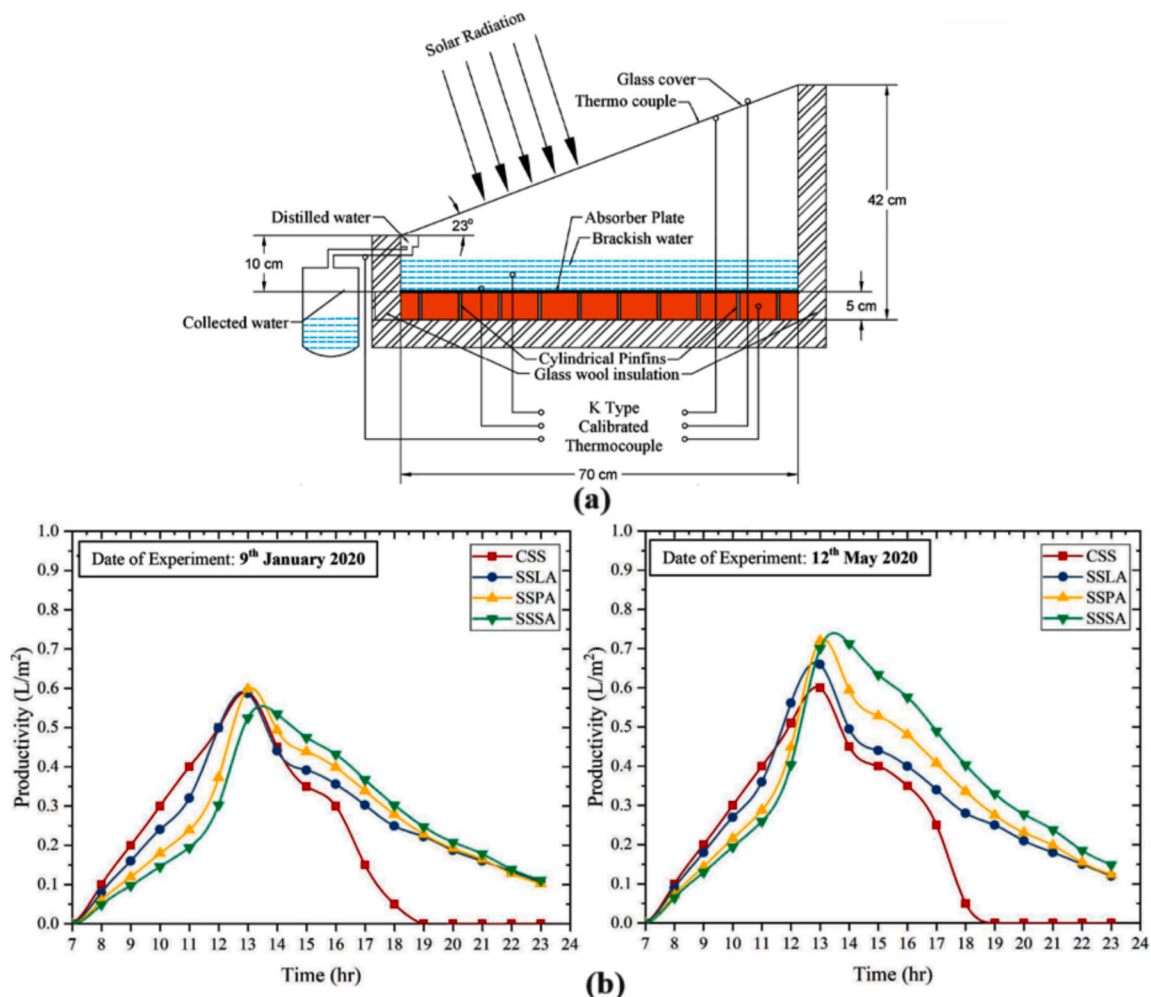 Solar Radiation
Glass cover
Thermo couple
Distilled water
23°
Absorber Plate
Brackish water
42 cm
10 cm
5 cm
Collected water
Cylindrical Pinfins
Glass wool insulation
K Type
Calibrated
Thermocouple
70 cm
(a)
Date of Experiment: 9th January 2020
CSS
SSLA
SSPA
SSSA
Productivity (L/m²)
1.0
0.9
0.8
0.7
0.6
0.5
0.4
0.3
0.2
0.1
0.0
7 8 9 10 11 12 13 14 15 16 17 18 19 20 21 22 23 24
Time (hr)
Date of Experiment: 12th May 2020
CSS
SSLA
SSPA
SSSA
Productivity (L/m²)
1.0
0.9
0.8
0.7
0.6
0.5
0.4
0.3
0.2
0.1
0.0
7 8 9 10 11 12 13 14 15 16 17 18 19 20 21 22 23 24
Time (hr)
(b)